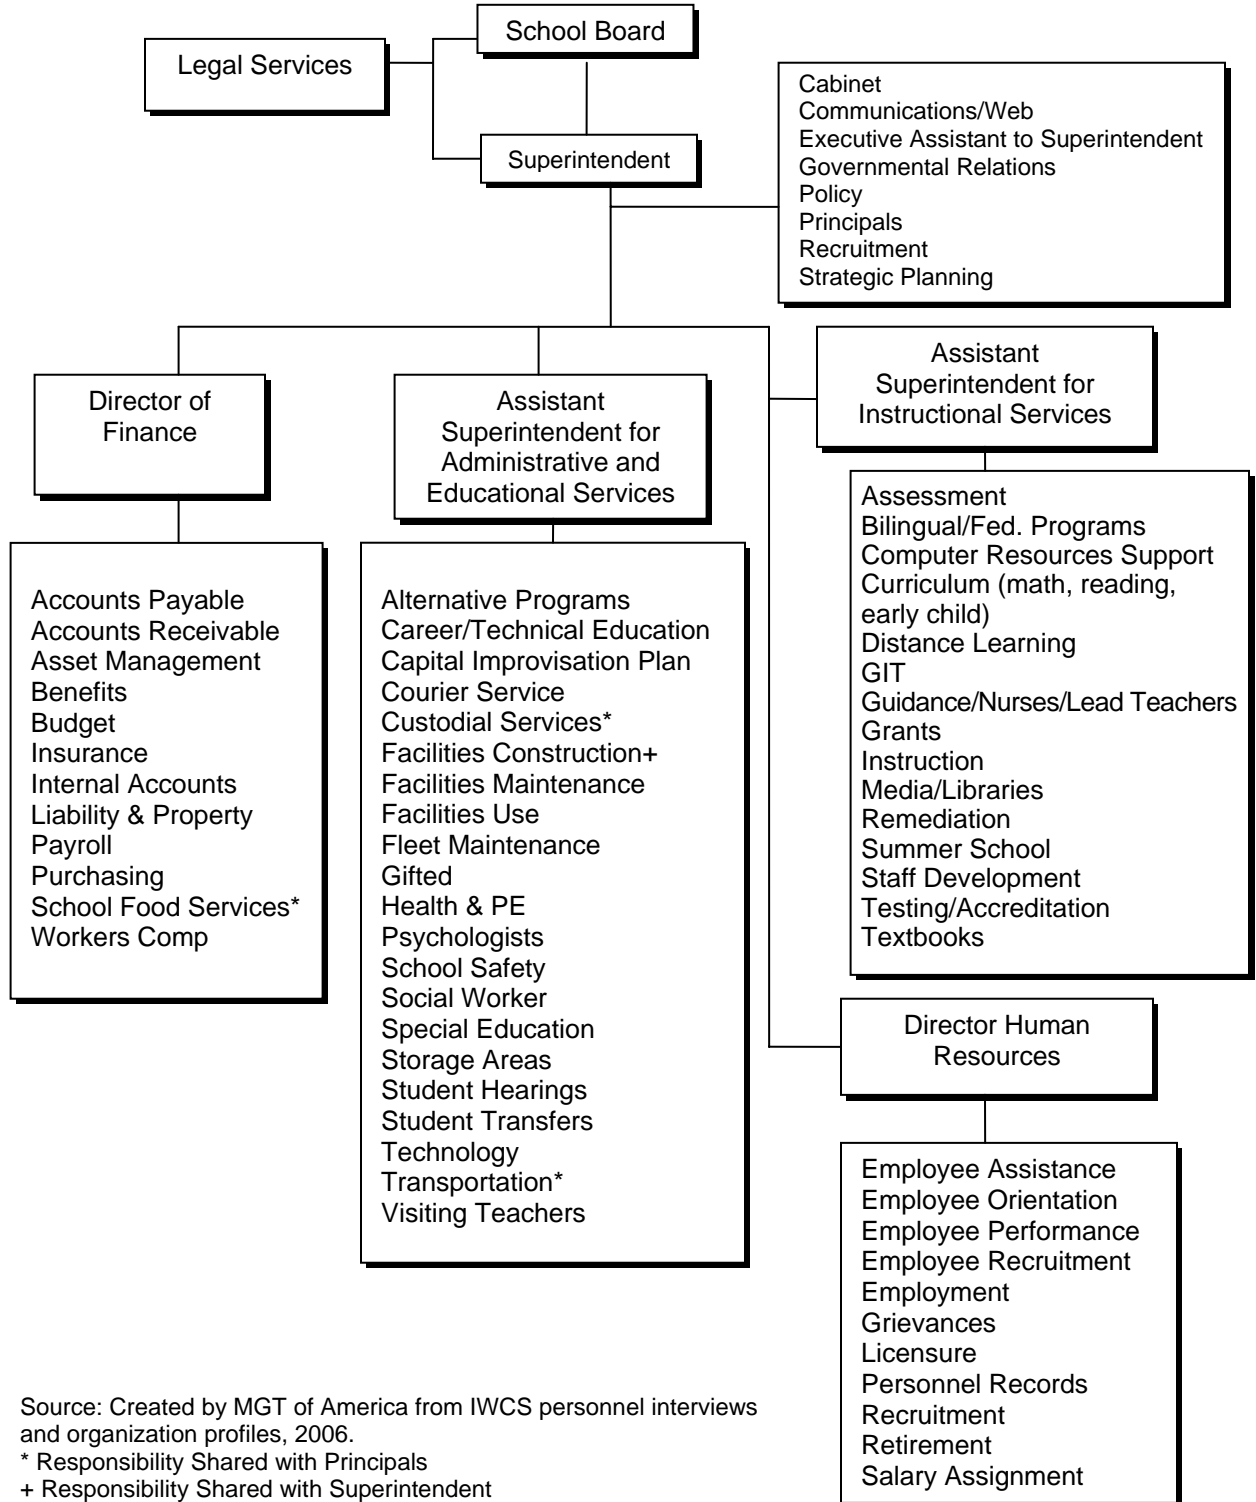 School Board
Legal Services
Superintendent
Cabinet
Communications/Web
Executive Assistant to Superintendent
Governmental Relations
Policy
Principals
Recruitment
Strategic Planning
Director of
Finance
Accounts Payable
Accounts Receivable
Asset Management
Benefits
Budget
Insurance
Internal Accounts
Liability & Property
Payroll
Purchasing
School Food Services*
Workers Comp
Assistant
Superintendent for
Administrative and
Educational Services
Alternative Programs
Career/Technical Education
Capital Improvisation Plan
Courier Service
Custodial Services*
Facilities Construction+
Facilities Maintenance
Facilities Use
Fleet Maintenance
Gifted
Health & PE
Psychologists
School Safety
Social Worker
Special Education
Storage Areas
Student Hearings
Student Transfers
Technology
Transportation*
Visiting Teachers
Assistant
Superintendent for
Instructional Services
Assessment
Bilingual/Fed. Programs
Computer Resources Support
Curriculum (math, reading,
early child)
Distance Learning
GIT
Guidance/Nurses/Lead Teachers
Grants
Instruction
Media/Libraries
Remediation
Summer School
Staff Development
Testing/Accreditation
Textbooks
Director Human
Resources
Employee Assistance
Employee Orientation
Employee Performance
Employee Recruitment
Employment
Grievances
Licensure
Personnel Records
Recruitment
Retirement
Salary Assignment
Source: Created by MGT of America from IWCS personnel interviews
and organization profiles, 2006.
* Responsibility Shared with Principals
+ Responsibility Shared with Superintendent